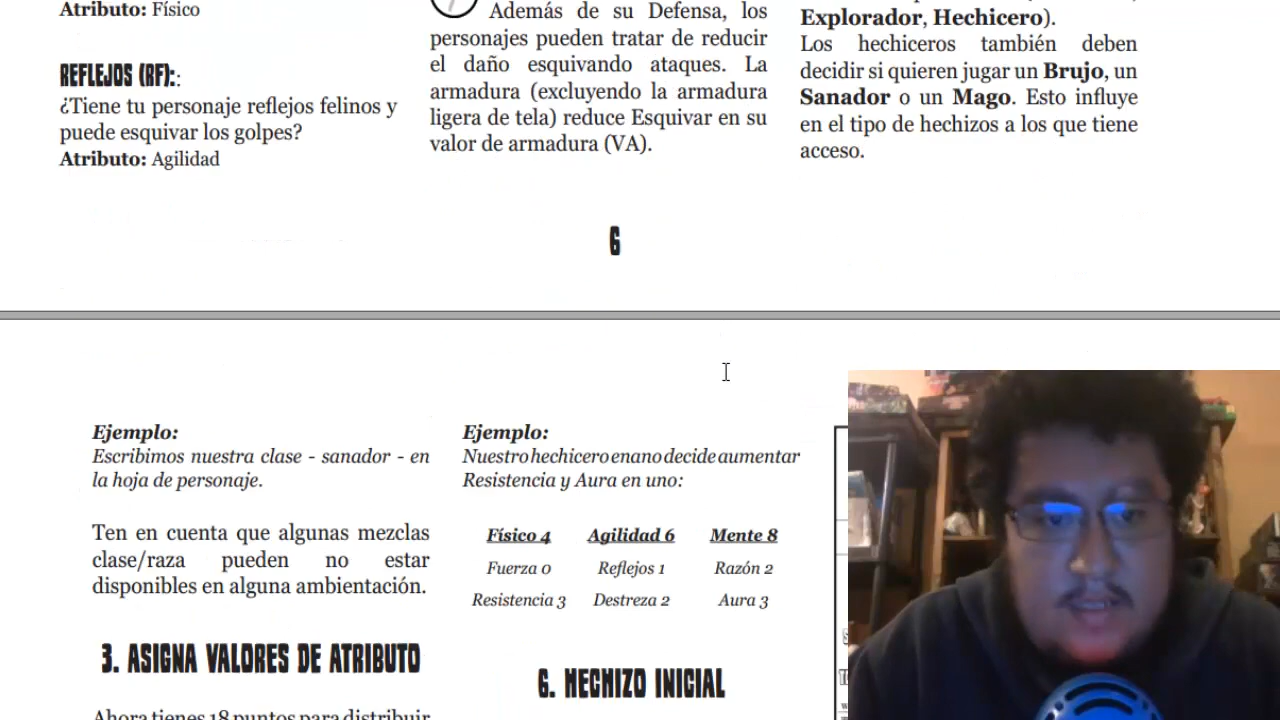 Atributo: Físico
REFLEJOS (RF)::
¿Tiene tu personaje reflejos felinos y
puede esquivar los golpes?
Atributo: Agilidad
Además de su Defensa, los
personajes pueden tratar de reducir
el daño esquivando ataques. La
armadura (excluyendo la armadura
ligera de tela) reduce Esquivar en su
valor de armadura (VA).
Explorador, Hechicero).
Los hechiceros también deben
decidir si quieren jugar un Brujo, un
Sanador o un Mago. Esto influye
en el tipo de hechizos a los que tiene
acceso.
6
Ejemplo:
Escribimos nuestra clase - sanador - en
la hoja de personaje.
Ten en cuenta que algunas mezclas
clase/raza pueden no estar
disponibles en alguna ambientación.
3. ASIGNA VALORES DE ATRIBUTO
Ahora tienes 18 puntos para distribuir
Ejemplo:
Nuestro hechicero enano decide aumentar
Resistencia y Aura en uno:
Físico 4 Agilidad 6 Mente 8
Fuerza 0 Reflejos 1 Razón 2
Resistencia 3 Destreza 2 Aura 3
6. HECHIZO INICIAL